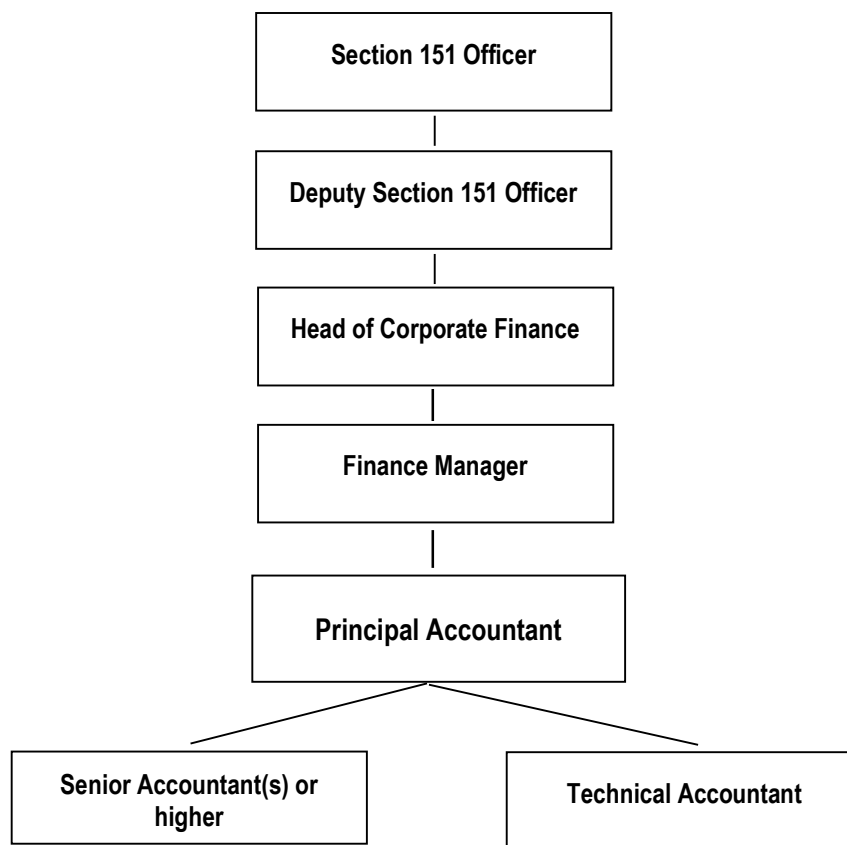 Section 151 Officer
Deputy Section 151 Officer
Head of Corporate Finance
Finance Manager
Principal Accountant
Senior Accountant(s) or
higher
Technical Accountant